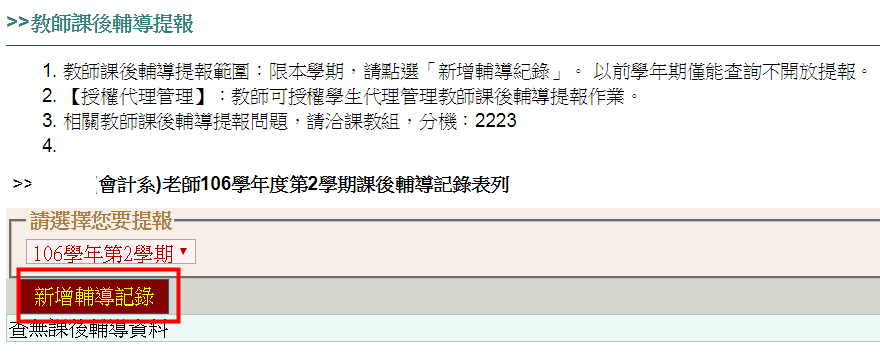 >>教師課後輔導提報
1. 教師課後輔導提報範圍：限本學期，請點選「新增輔導紀錄」。 以前學年期僅能查詢不開放提報。
2. 【授權代理管理】：教師可授權學生代理管理教師課後輔導提報作業。
3. 相關教師課後輔導提報問題，請洽課教組，分機：2223
4.
>> (會計系)老師106學年度第2學期課後輔導記錄表列
請選擇您要提報
106學年第2學期
新增輔導記錄
查無課後輔導資料